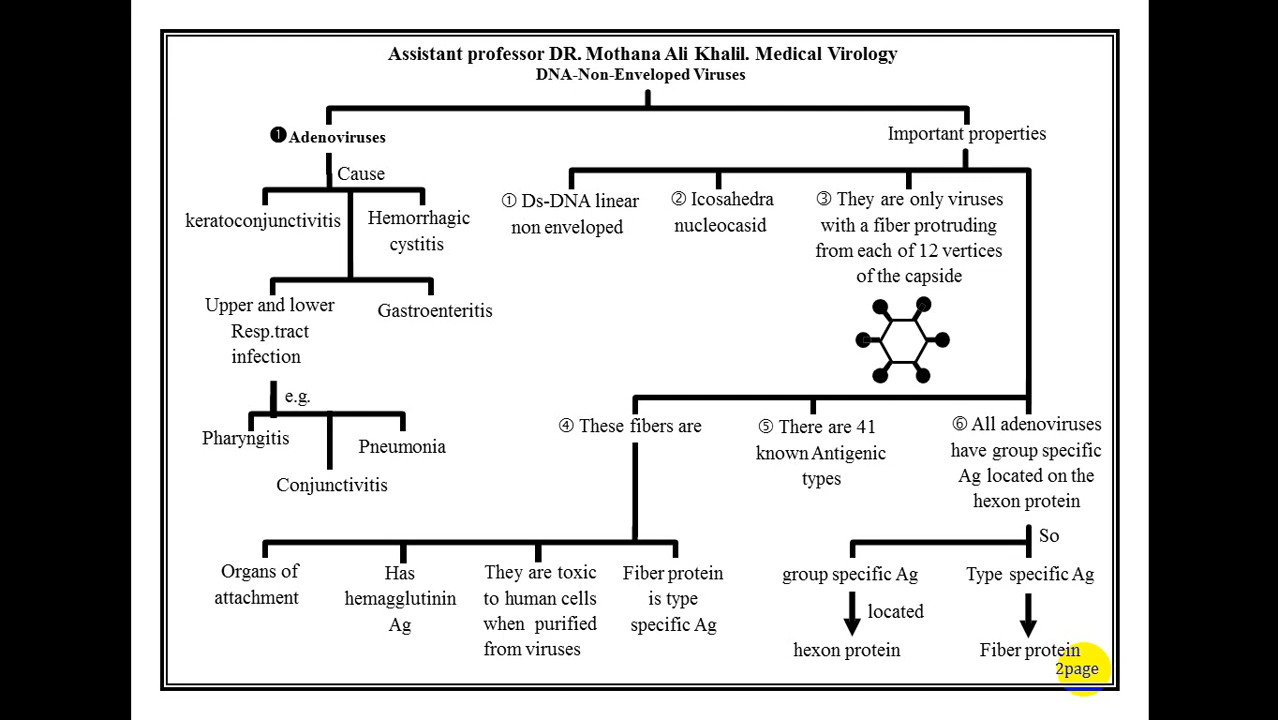 Assistant professor DR. Mothana Ali Khalil. Medical Virology
DNA-Non-Enveloped Viruses
❶ Adenoviruses
Cause
keratoconjunctivitis
Hemorrhagic
cystitis
Upper and lower
Resp.tract
infection
Gastroenteritis
e.g.
Pharyngitis
Pneumonia
Conjunctivitis
Important properties
① Ds-DNA linear
non enveloped
② Icosahedra
nucleocasid
③ They are only viruses
with a fiber protruding
from each of 12 vertices
of the capside
④ These fibers are
⑤ There are 41
known Antigenic
types
⑥ All adenoviruses
have group specific
Ag located on the
hexon protein
Organs of
attachment
Has
hemagglutinin
Ag
They are toxic
to human cells
when purified
from viruses
Fiber protein
is type
specific Ag
So
group specific Ag
located
hexon protein
Type specific Ag
Fiber protein
2page